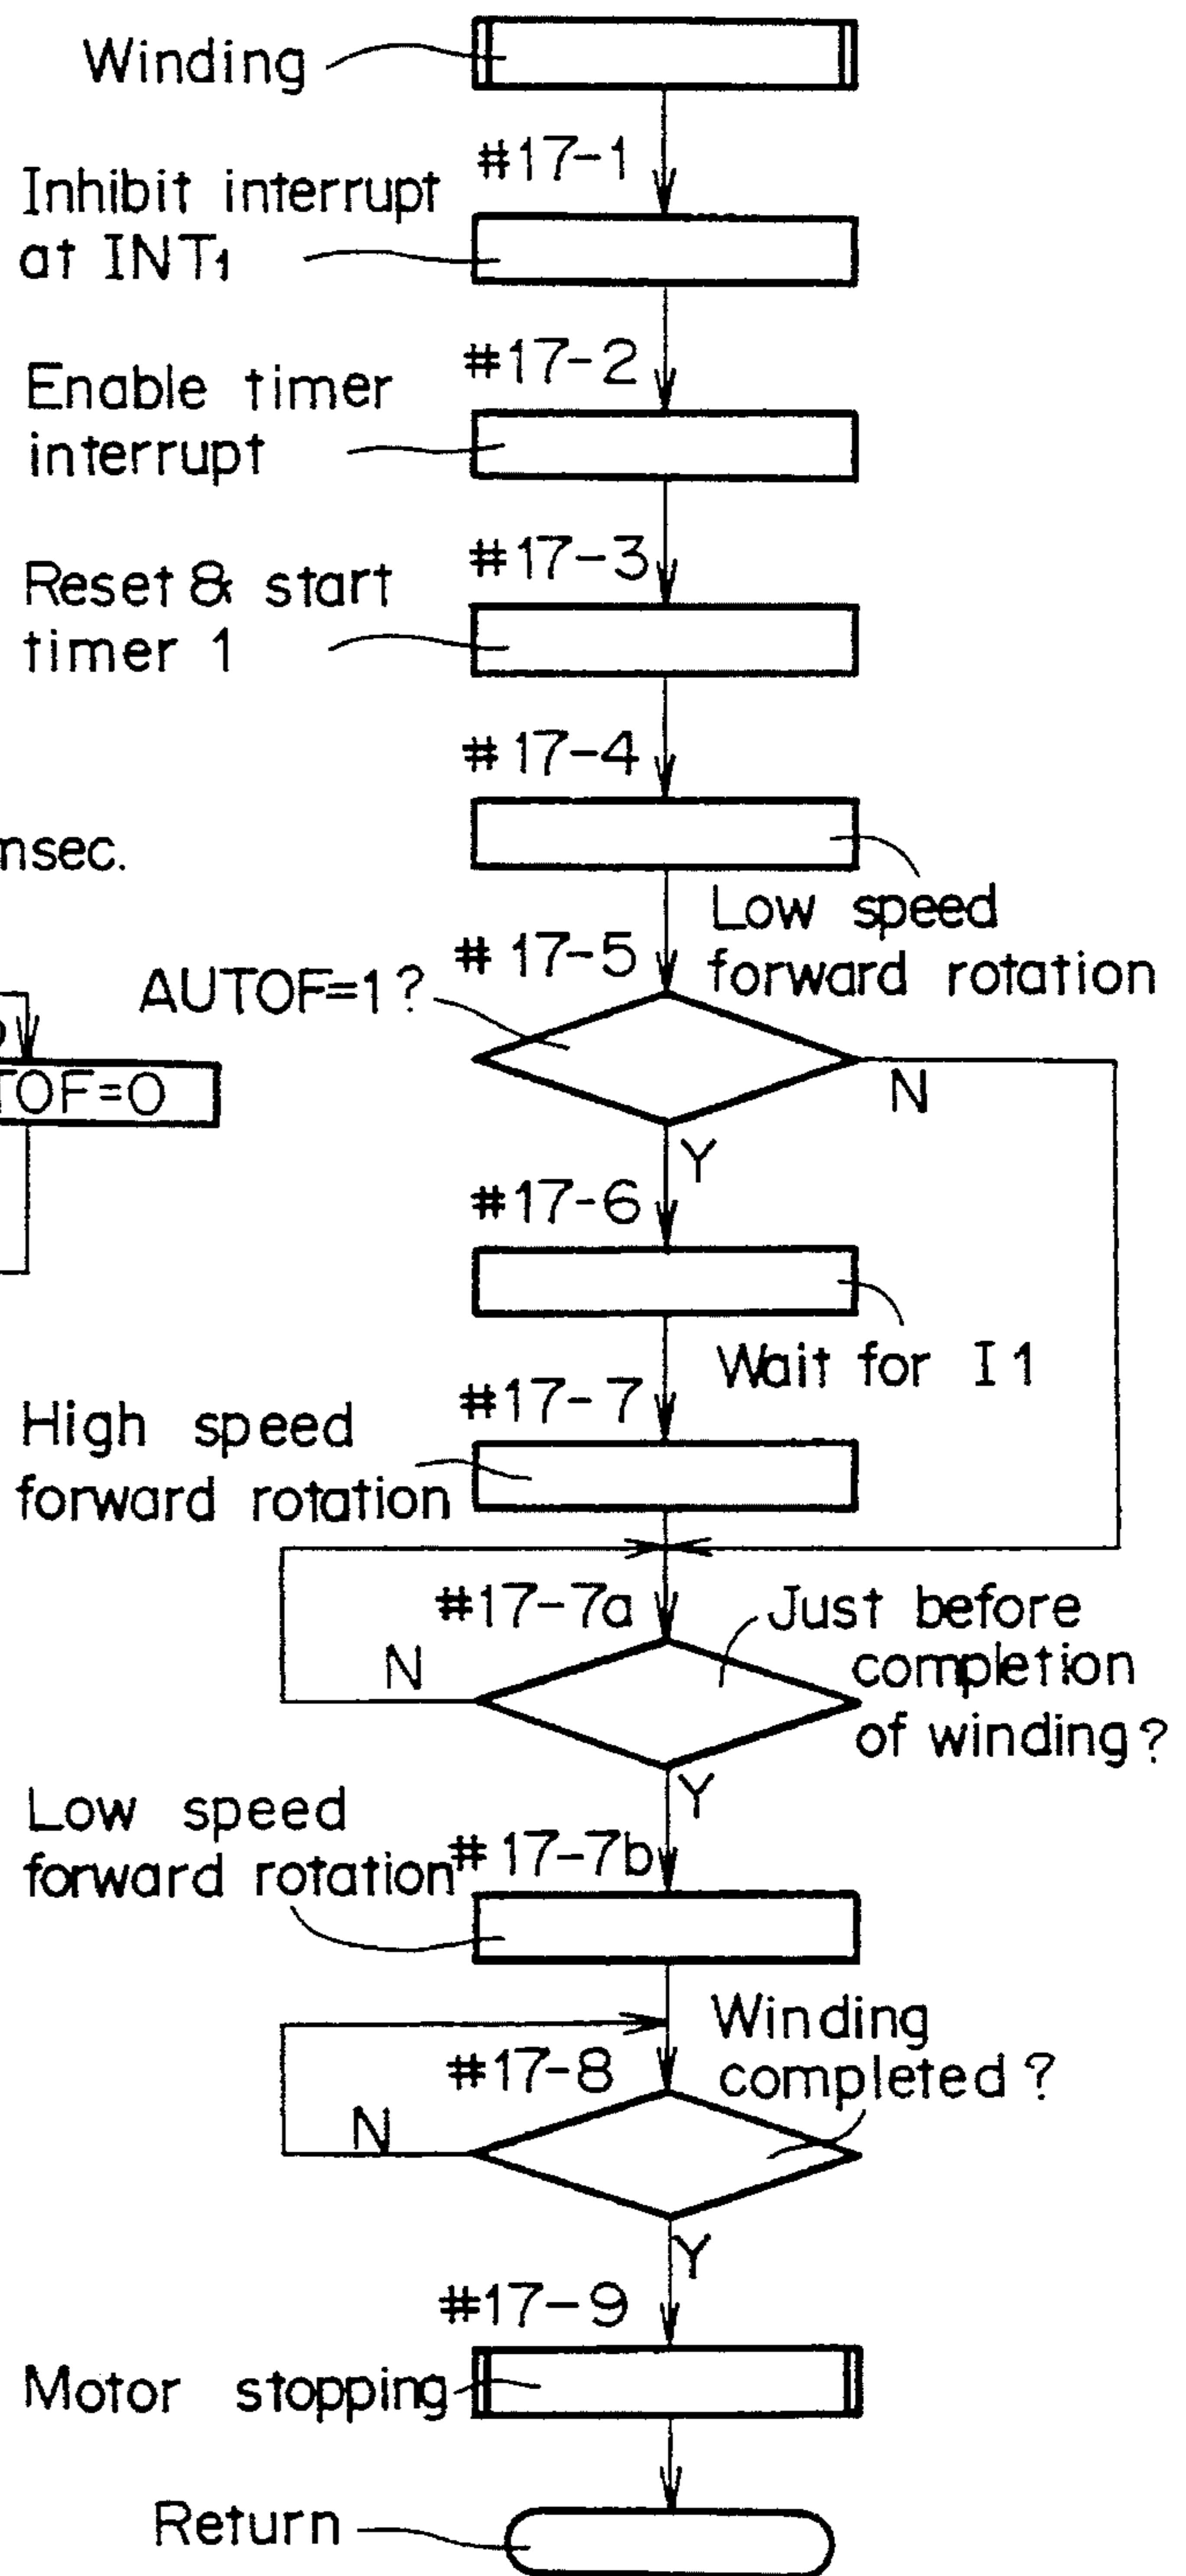 Winding
#17-1
Inhibit interrupt
at INT1
#17-2
Enable timer
interrupt
#17-3
Reset & start
timer 1
#17-4
msec.
Low speed
forward rotation
#17-5
AUTOF=1?
N
TOF=0
Y
#17-6
Wait for I1
#17-7
High speed
forward rotation
#17-7a
Just before
completion
of winding?
N
Y
Low speed
forward rotation
#17-7b
Winding
completed?
#17-8
N
Y
#17-9
Motor stopping
Return